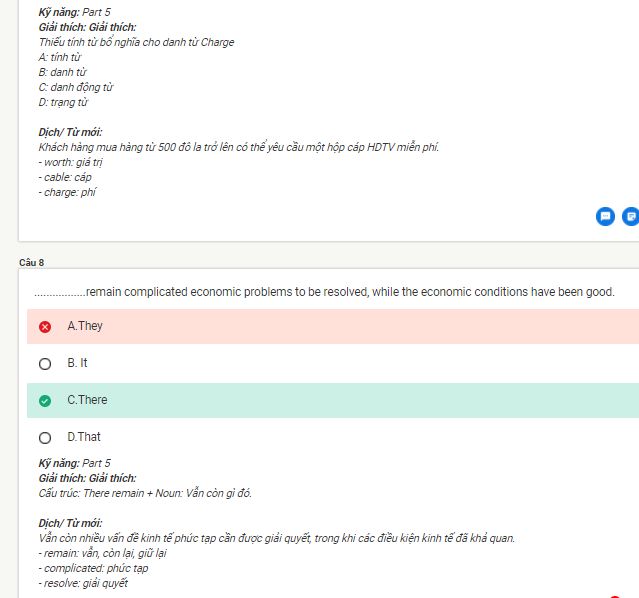 Kỹ năng: Part 5
Giải thích: Giải thích:
Thiếu tính từ bổ nghĩa cho danh từ Charge
A: tính từ
B: danh từ
C: danh động từ
D: trạng từ
Dịch/ Từ mới:
Khách hàng mua hàng từ 500 đô la trở lên có thể yêu cầu một hộp cáp HDTV miễn phí.
- worth: giá trị
- cable: cáp
- charge: phí
Câu 8
.................remain complicated economic problems to be resolved, while the economic conditions have been good.
A.They
B. It
C.There
D.That
Kỹ năng: Part 5
Giải thích: Giải thích:
Cấu trúc: There remain + Noun: Vẫn còn gì đó.
Dịch/ Từ mới:
Vẫn còn nhiều vấn đề kinh tế phức tạp cần được giải quyết, trong khi các điều kiện kinh tế đã khả quan.
- remain: vẫn, còn lại, giữ lại
- complicated: phức tạp
- resolve: giải quyết